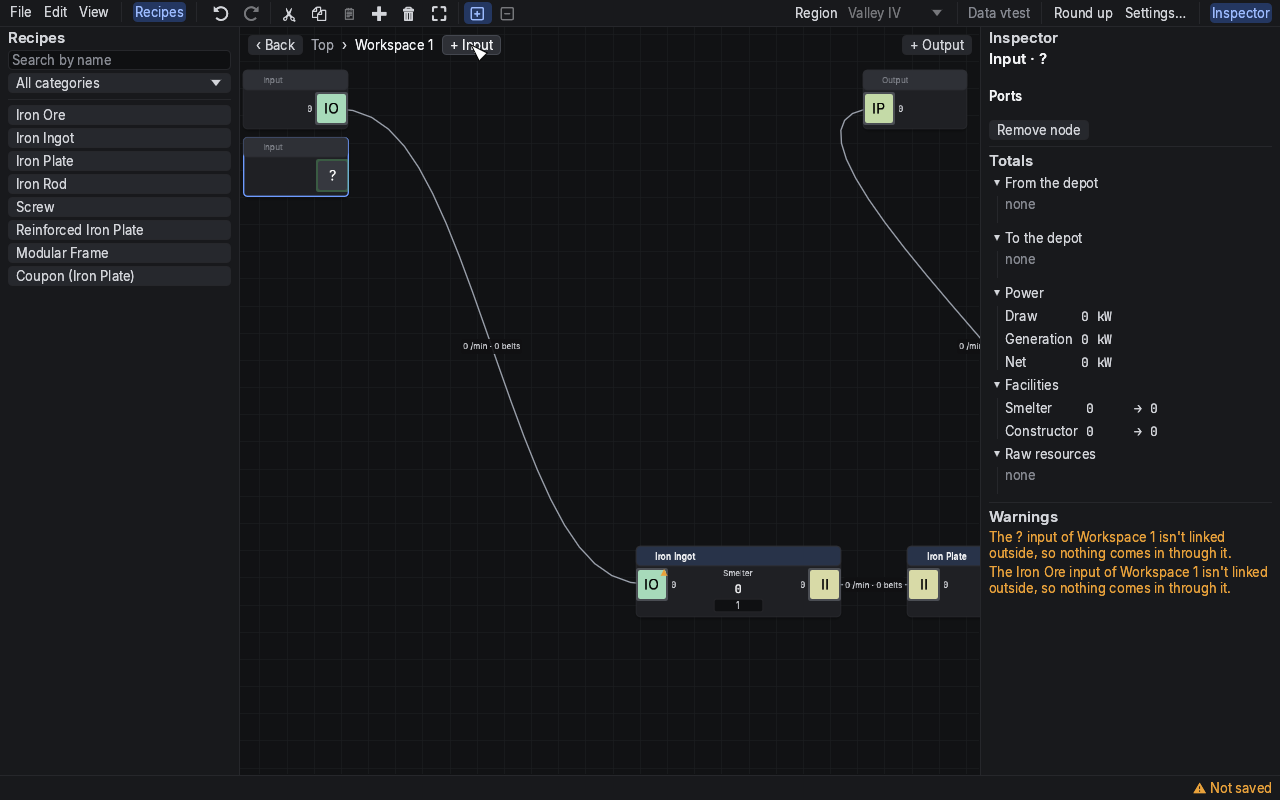 File Edit View Recipes Region Valley IV Data vtest Round up Settings... Inspector
Recipes
Search by name
All categories
Iron Ore
Iron Ingot
Iron Plate
Iron Rod
Screw
Reinforced Iron Plate
Modular Frame
Coupon (Iron Plate)
‹ Back Top › Workspace 1 + Input + Output
Input
0 IO
Input
?
Output
IP 0
0 /min · 0 belts
0 /min
Iron Ingot
IO 0 Smelter 0 II
0
1
0 /min · 0 belts
Iron Plate
II 0
Inspector
Input · ?
Ports
Remove node
Totals
▾ From the depot
none
▾ To the depot
none
▾ Power
Draw 0 kW
Generation 0 kW
Net 0 kW
▾ Facilities
Smelter 0 → 0
Constructor 0 → 0
▾ Raw resources
none
Warnings
The ? input of Workspace 1 isn't linked
outside, so nothing comes in through it.
The Iron Ore input of Workspace 1 isn't linked
outside, so nothing comes in through it.
Not saved